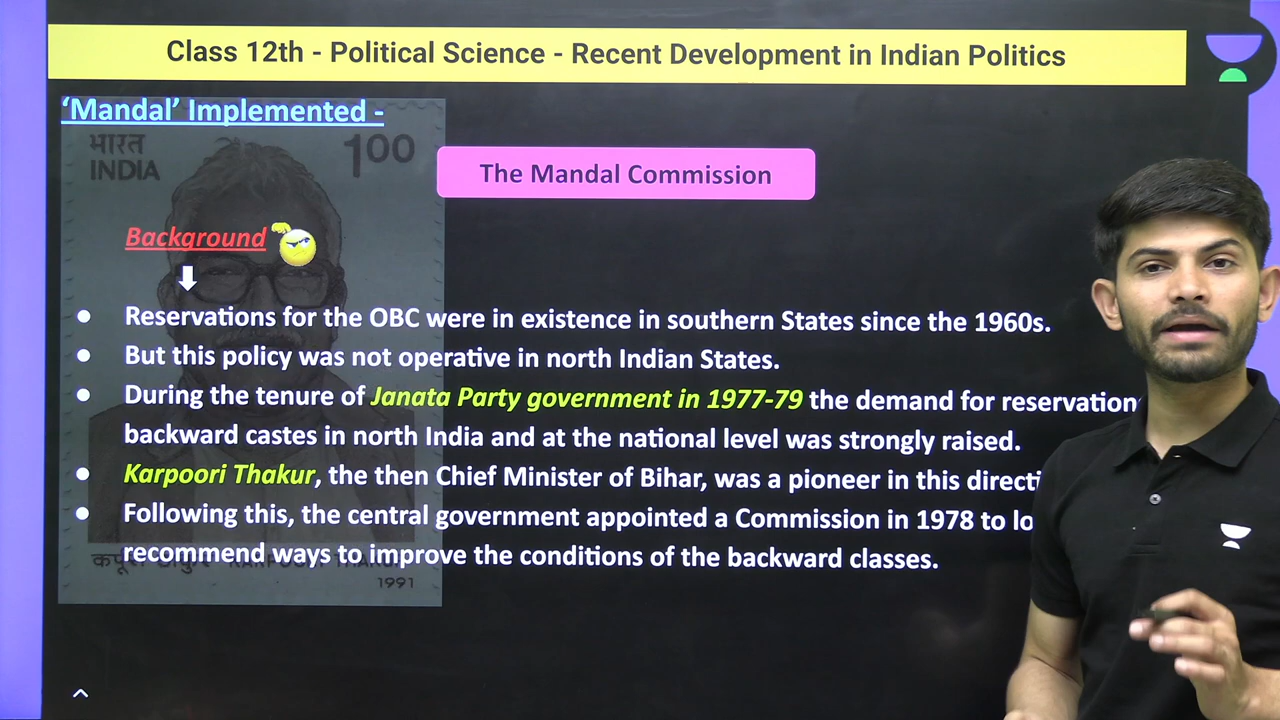 Class 12th - Political Science - Recent Development in Indian Politics
‘Mandal’ Implemented -
भारत
INDIA
100
The Mandal Commission
Background
Reservations for the OBC were in existence in southern States since the 1960s.
But this policy was not operative in north Indian States.
During the tenure of Janata Party government in 1977-79 the demand for reservation
backward castes in north India and at the national level was strongly raised.
Karpoori Thakur, the then Chief Minister of Bihar, was a pioneer in this
Following this, the central government appointed a Commission in 1978 to
recommend ways to improve the conditions of the backward classes.
1991